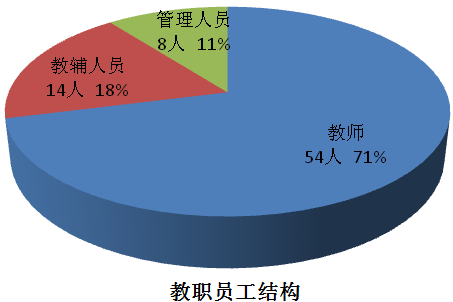 管理人员
8人 11%
教辅人员
14人 18%
教师
54人 71%
教职员工结构